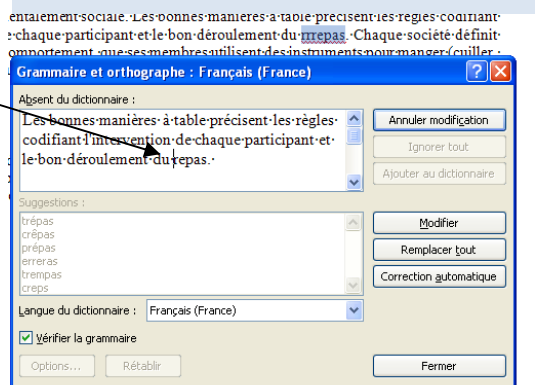 entalement·sociale.·Les·bonnes·manières·à·table·précisent·les·règles·codifiant·
e·chaque·participant·et·le·bon·déroulement·du·rrrepas.·Chaque·société·définit·
omportement·que·ses·membres·utilisent·des·instruments·pour·manger·(cuiller·
Grammaire et orthographe : Français (France)
Absent du dictionnaire :
Les·bonnes·manières·à·table·précisent·les·règles·
codifiant·l'intervention·de·chaque·participant·et·
le·bon·déroulement·du·repas.·
Annuler modification
Ignorer tout
Ajouter au dictionnaire
Suggestions :
trépas
crêpas
prépas
erreras
trempas
creps
Modifier
Remplacer tout
Correction automatique
Langue du dictionnaire : Français (France)
Vérifier la grammaire
Options... Rétablir Fermer